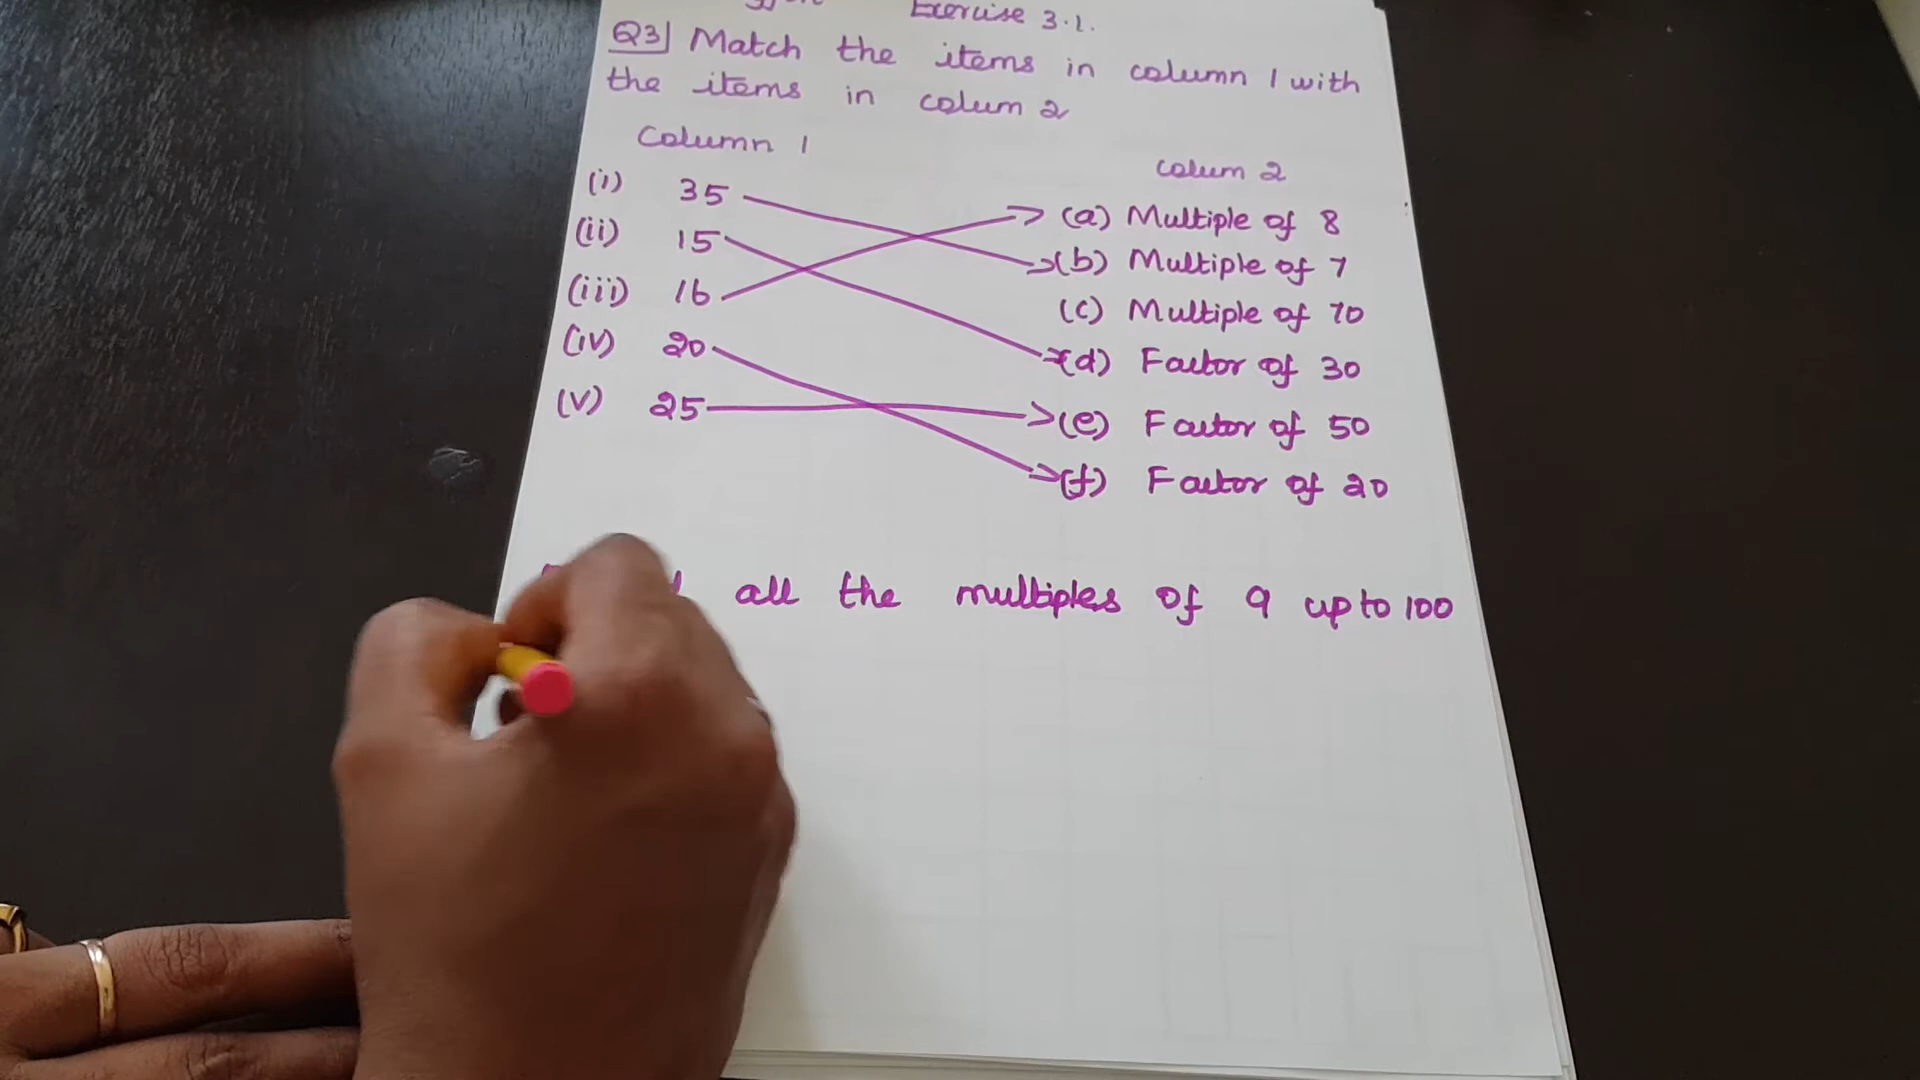 Exercise 3.1.
Q3) Match the items in column 1 with
the items in colum 2
Column 1
colum 2
(i) 35
(a) Multiple of 8
(ii) 15
(b) Multiple of 7
(iii) 16
(c) Multiple of 70
(iv) 20
(d) Factor of 30
(v) 25
(e) Factor of 50
(f) Factor of 20
all the multiples of 9 up to 100